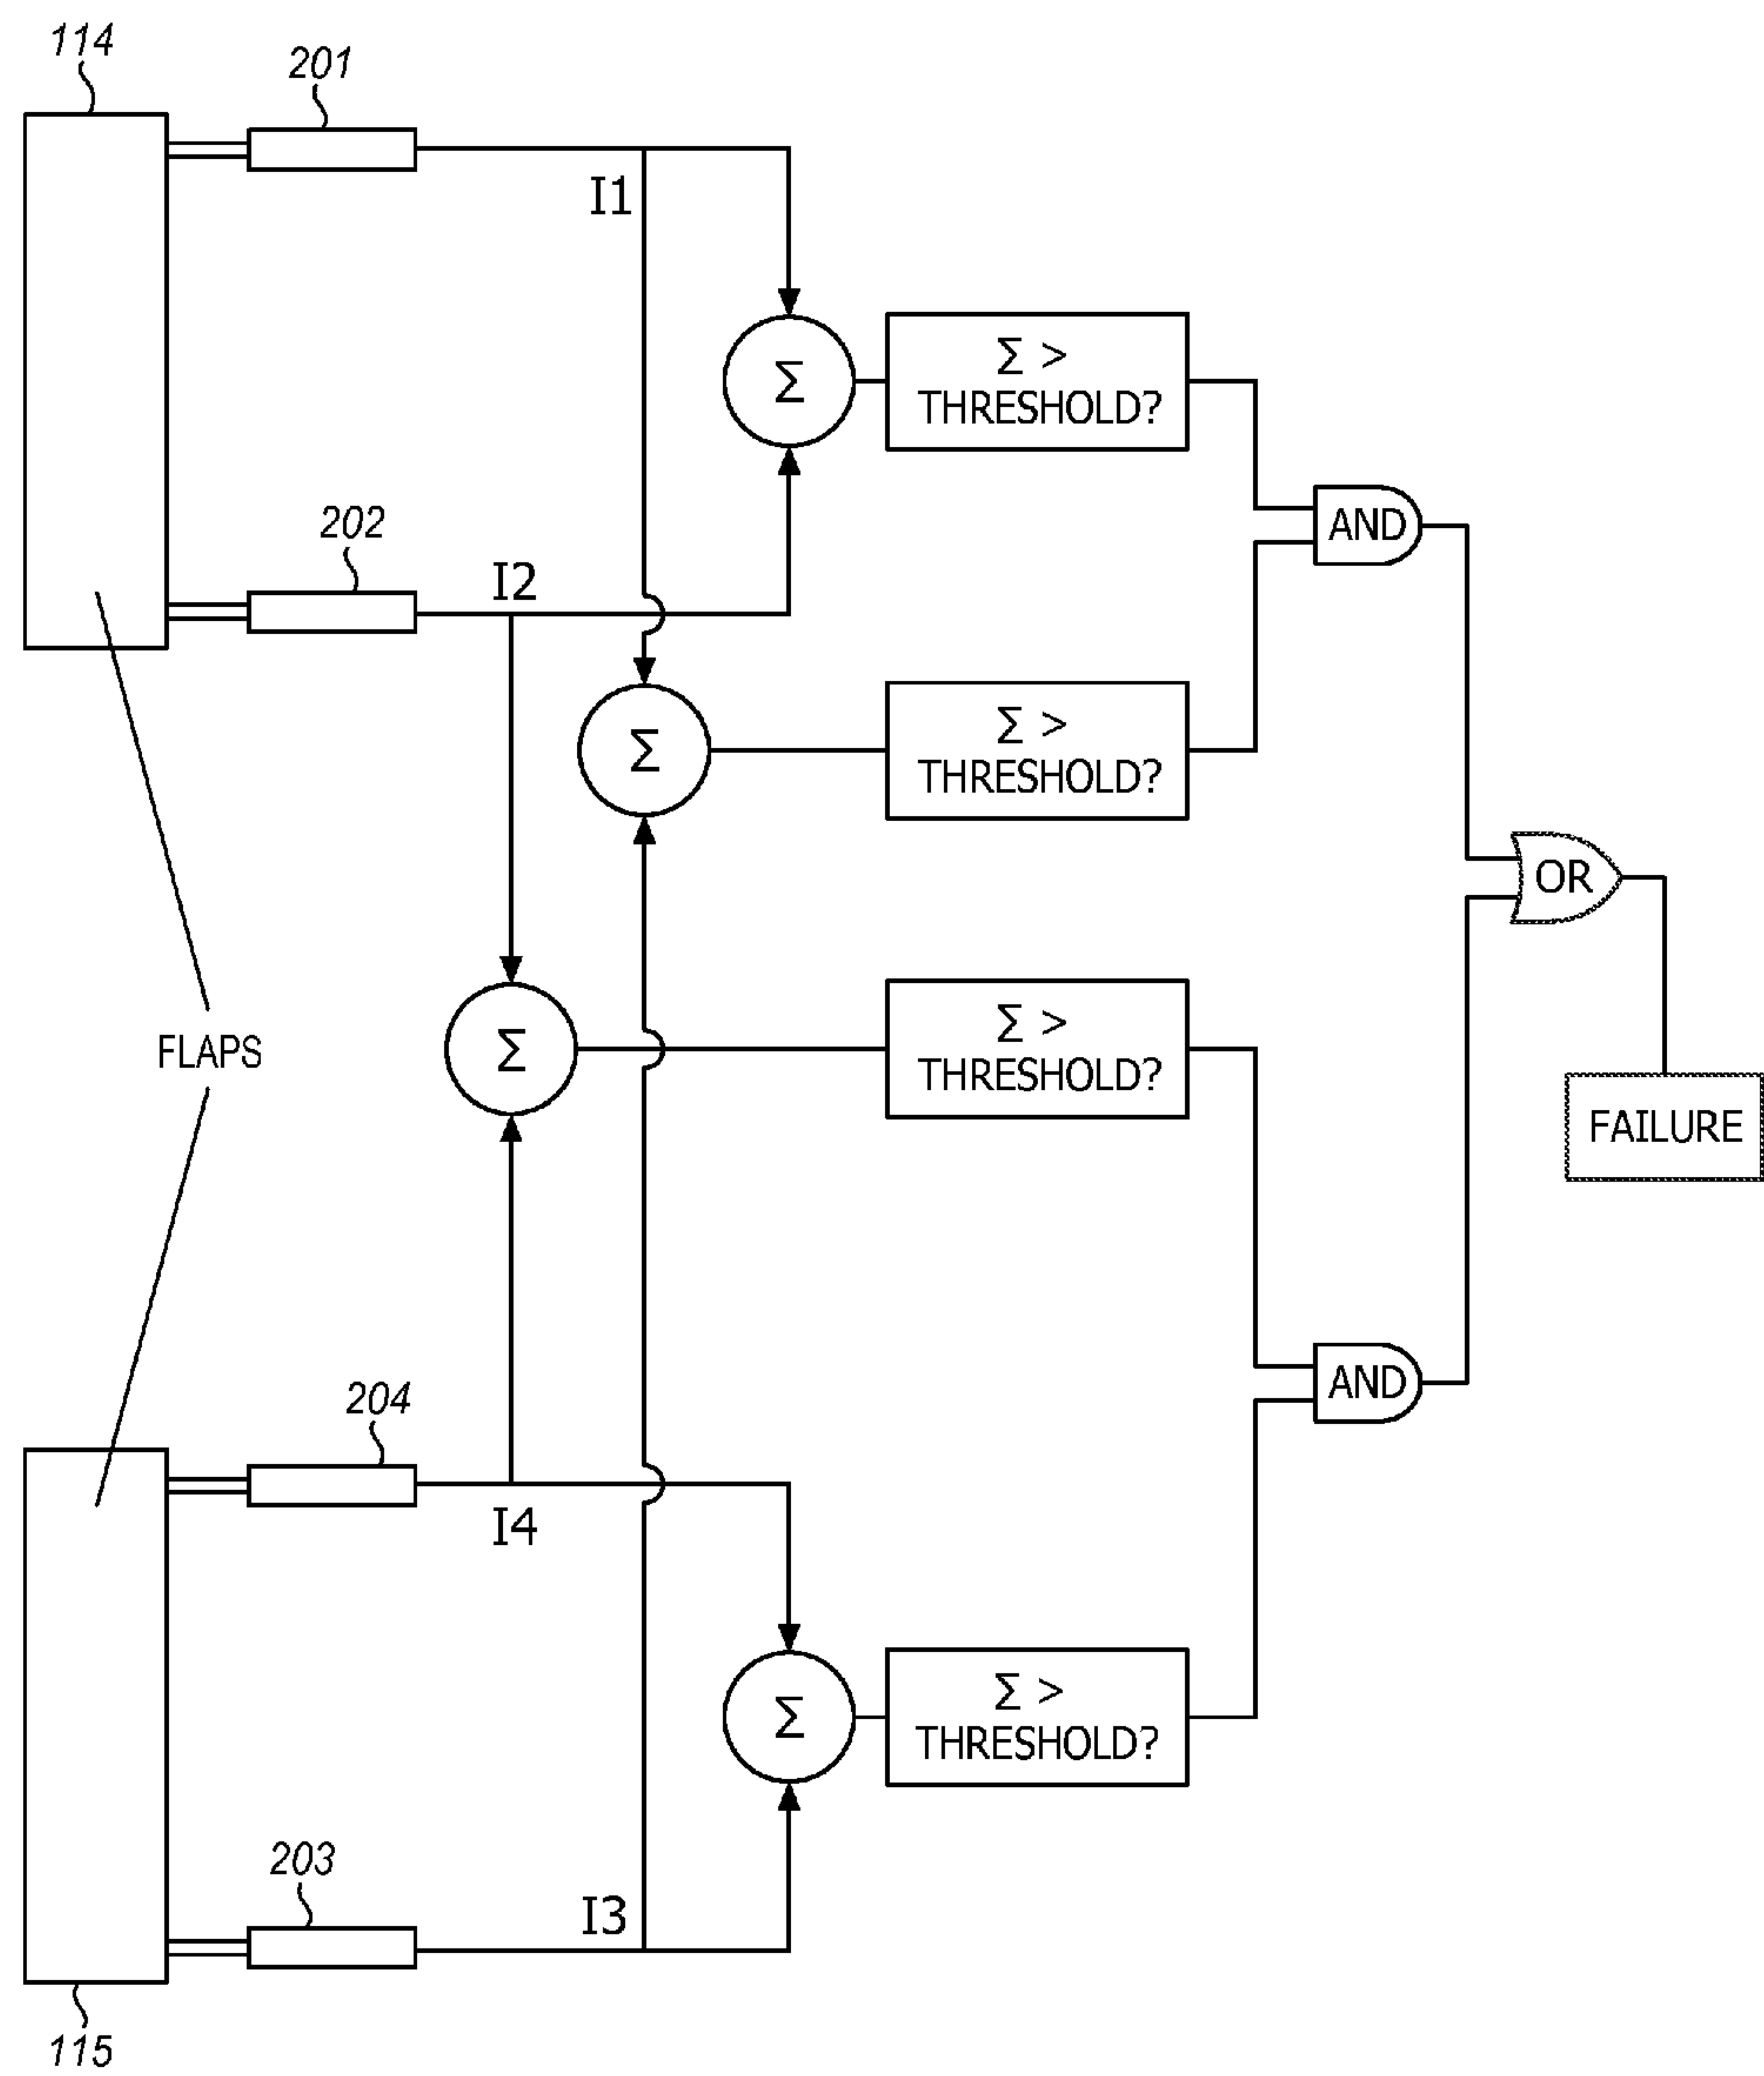 114
201
I1
Σ
Σ >
THRESHOLD?
202
I2
AND
Σ
Σ >
THRESHOLD?
OR
Σ
Σ >
THRESHOLD?
FLAPS
FAILURE
204
AND
I4
Σ
Σ >
THRESHOLD?
203
I3
115